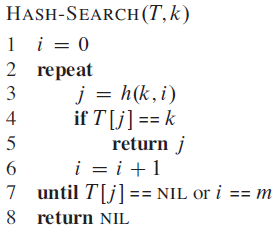 HASH-SEARCH(T, k)
1 i = 0
2 repeat
3 j = h(k, i)
4 if T[j] == k
5 return j
6 i = i + 1
7 until T[j] == NIL or i == m
8 return NIL